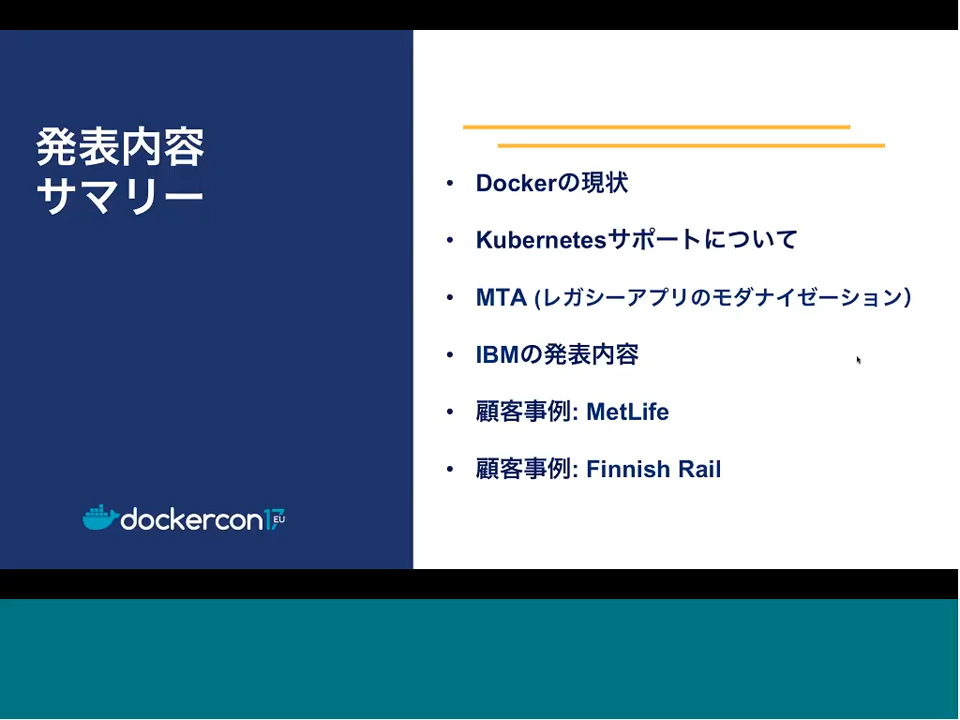 発表内容
サマリー
• Dockerの現状
• Kubernetesサポートについて
• MTA (レガシーアプリのモダナイゼーション）
• IBMの発表内容
• 顧客事例: MetLife
• 顧客事例: Finnish Rail
dockercon17 EU